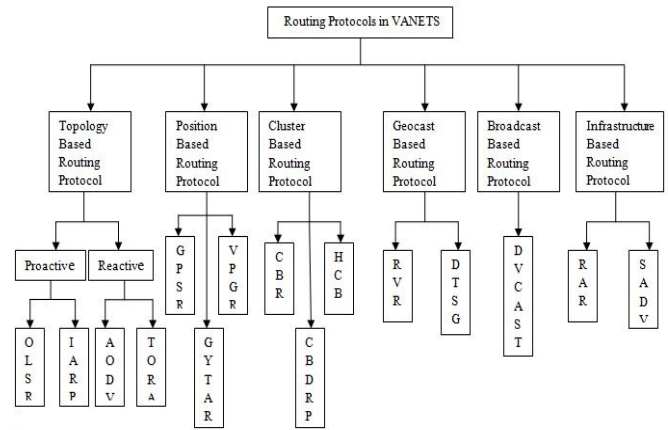 Routing Protocols in VANETS
Topology
Based
Routing
Protocol
Position
Based
Routing
Protocol
Cluster
Based
Routing
Protocol
Geocast
Based
Routing
Protocol
Broadcast
Based
Routing
Protocol
Infrastructure
Based
Routing
Protocol
Proactive
Reactive
GPSR
VPGR
CBR
HCB
RVR
DTSG
DVCAST
RAR
SADV
OLSR
IARP
AODV
TORA
GYTAR
CBDRP